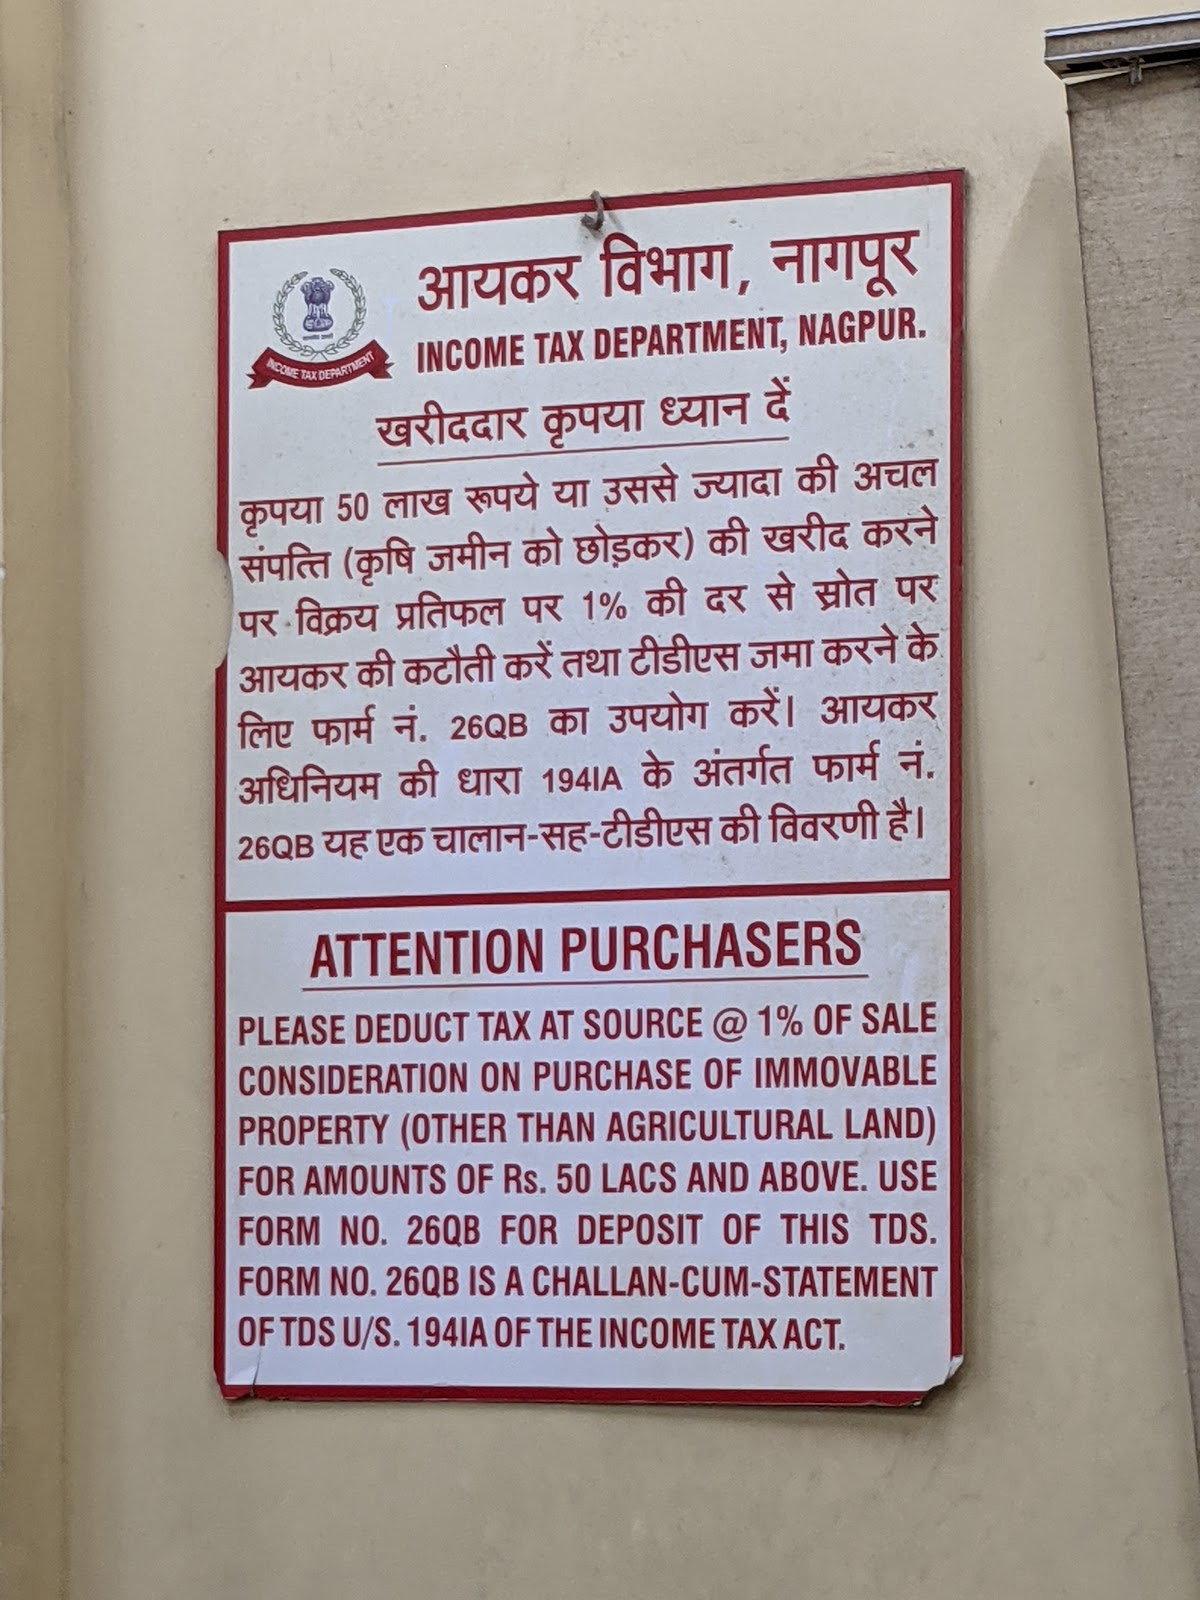 आयकर विभाग, नागपूर
INCOME TAX DEPARTMENT, NAGPUR.
INCOME TAX DEPARTMENT
खरीददार कृपया ध्यान दें
कृपया 50 लाख रूपये या उससे ज्यादा की अचल
संपत्ति (कृषि जमीन को छोड़कर) की खरीद करने
पर विक्रय प्रतिफल पर 1% की दर से स्रोत पर
आयकर की कटौती करें तथा टीडीएस जमा करने के
लिए फार्म नं. 26QB का उपयोग करें। आयकर
अधिनियम की धारा 194IA के अंतर्गत फार्म नं.
26QB यह एक चालान-सह-टीडीएस की विवरणी है।
ATTENTION PURCHASERS
PLEASE DEDUCT TAX AT SOURCE @ 1% OF SALE
CONSIDERATION ON PURCHASE OF IMMOVABLE
PROPERTY (OTHER THAN AGRICULTURAL LAND)
FOR AMOUNTS OF Rs. 50 LACS AND ABOVE. USE
FORM NO. 26QB FOR DEPOSIT OF THIS TDS.
FORM NO. 26QB IS A CHALLAN-CUM-STATEMENT
OF TDS U/S. 194IA OF THE INCOME TAX ACT.